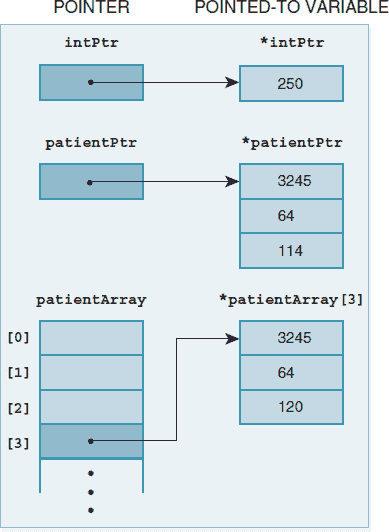 POINTER POINTED-TO VARIABLE
intPtr *intPtr
250
patientPtr *patientPtr
3245
64
114
patientArray *patientArray[3]
[0] 3245
[1] 64
[2] 120
[3]